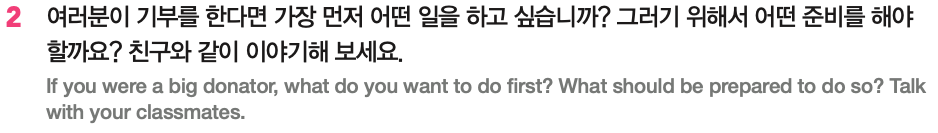 2 여러분이 기부를 한다면 가장 먼저 어떤 일을 하고 싶습니까? 그러기 위해서 어떤 준비를 해야
할까요? 친구와 같이 이야기해 보세요.
If you were a big donator, what do you want to do first? What should be prepared to do so? Talk
with your classmates.